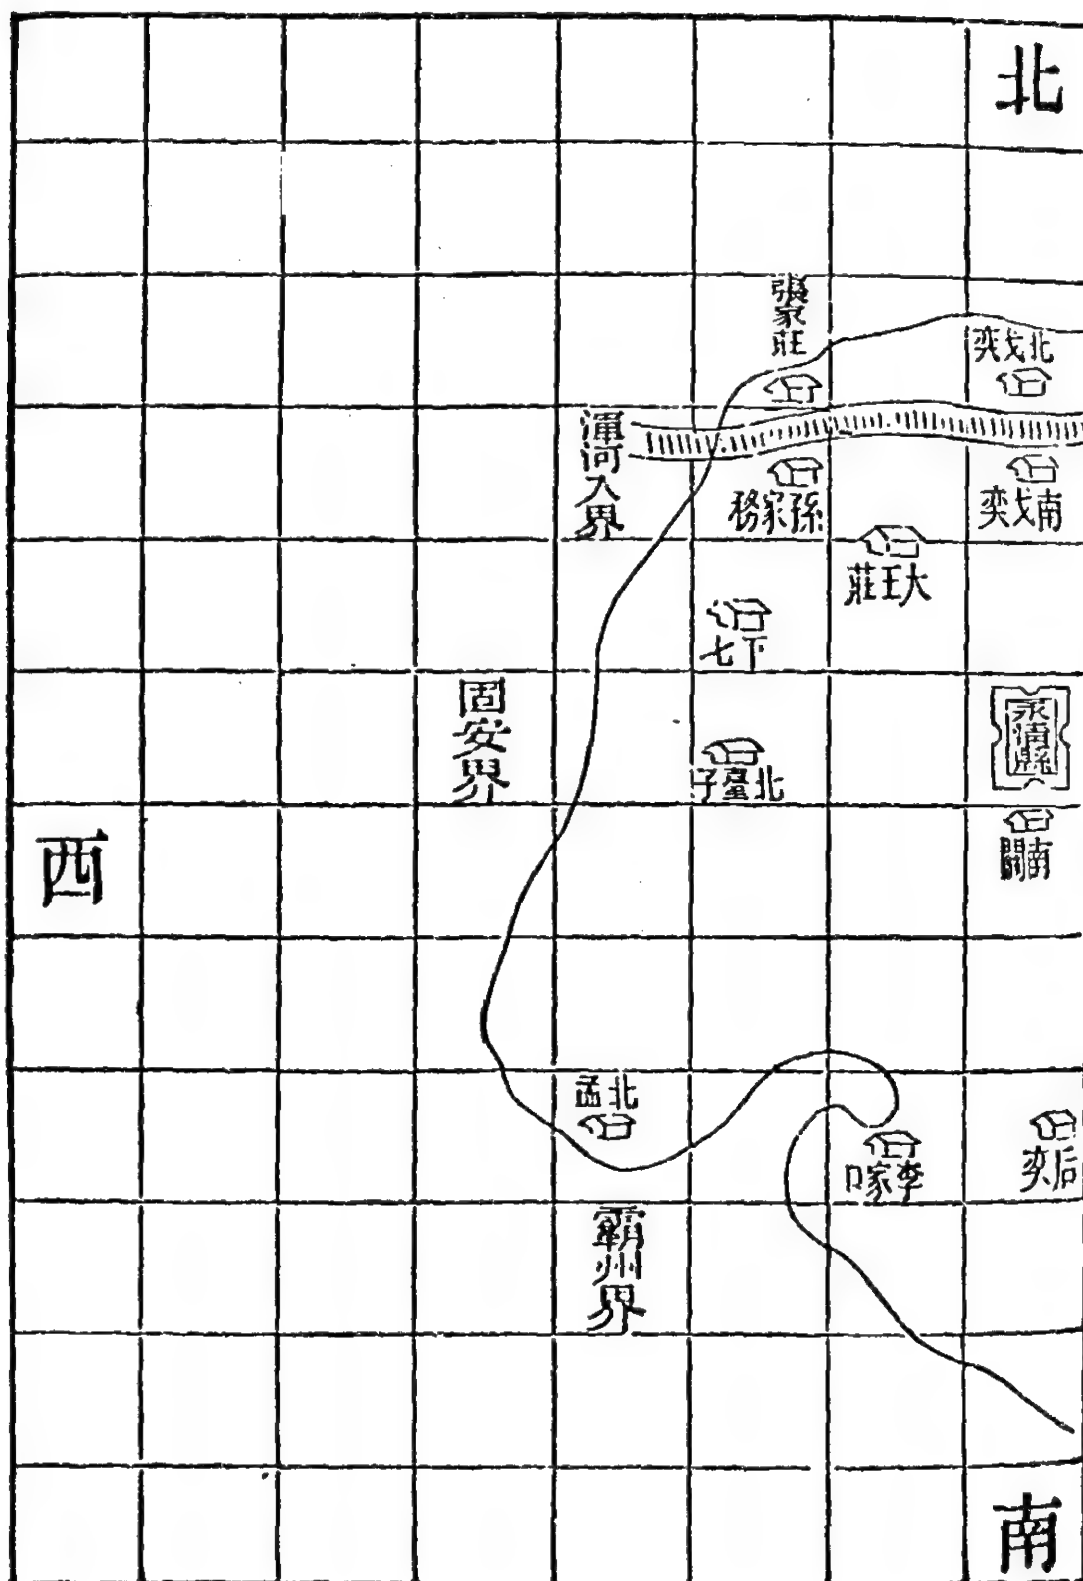 北
張家莊
北戈奕
渾河入界
孫家務
南戈奕
大王莊
下七
固安界
永清縣
北臺子
南關
西
北孟
李家口
后奕
霸州界
南